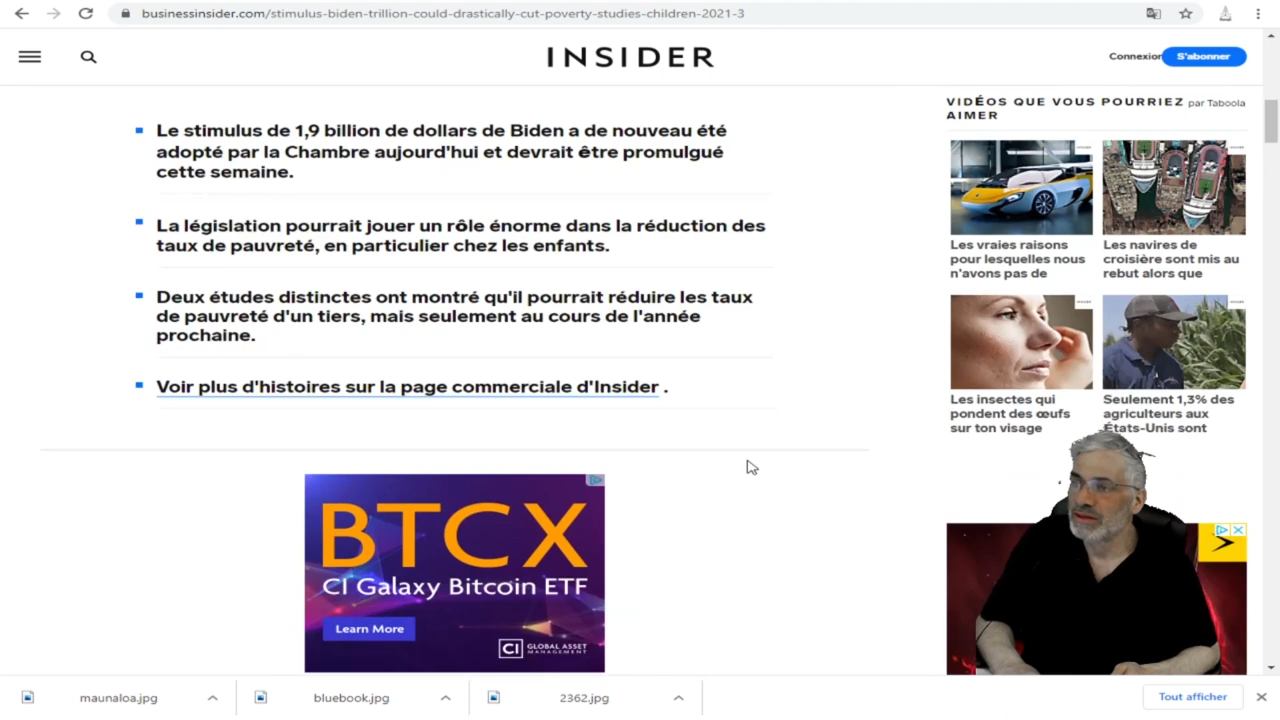 businessinsider.com/stimulus-biden-trillion-could-drastically-cut-poverty-studies-children-2021-3
INSIDER
Connexion
S'abonner
Le stimulus de 1,9 billion de dollars de Biden a de nouveau été
adopté par la Chambre aujourd'hui et devrait être promulgué
cette semaine.
La législation pourrait jouer un rôle énorme dans la réduction des
taux de pauvreté, en particulier chez les enfants.
Deux études distinctes ont montré qu'il pourrait réduire les taux
de pauvreté d'un tiers, mais seulement au cours de l'année
prochaine.
Voir plus d'histoires sur la page commerciale d'Insider .
BTCX
CI Galaxy Bitcoin ETF
Learn More
CI GLOBAL ASSET
MANAGEMENT
VIDÉOS QUE VOUS POURRIEZ par Taboola
AIMER
Les vraies raisons
pour lesquelles nous
n'avons pas de
Les navires de
croisière sont mis au
rebut alors que
Les insectes qui
pondent des œufs
sur ton visage
Seulement 1,3% des
agriculteurs aux
États-Unis sont
maunaloa.jpg
bluebook.jpg
2362.jpg
Tout afficher